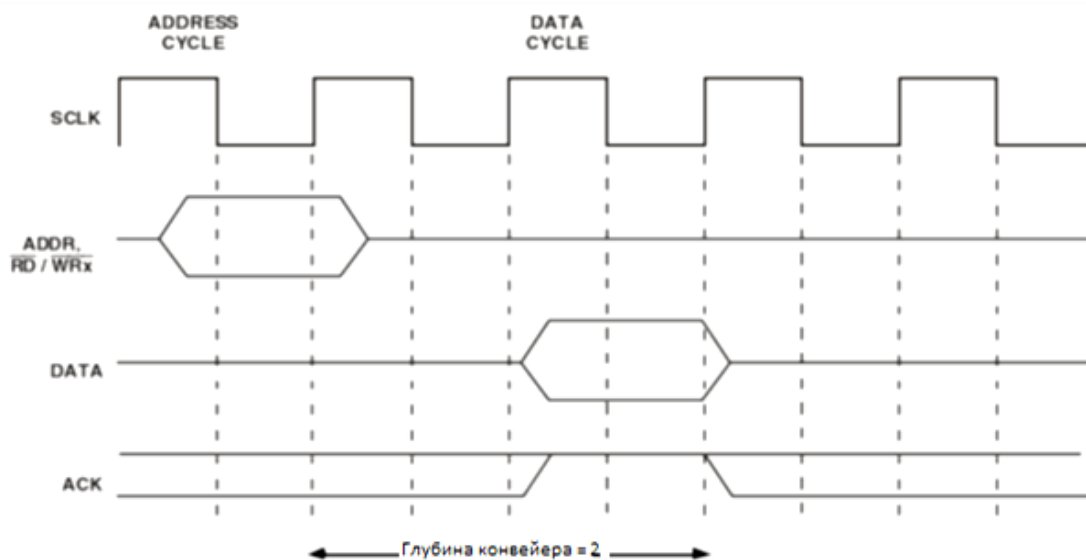 ADDRESS
CYCLE
DATA
CYCLE
SCLK
ADDR,
RD / WRx
DATA
ACK
Глубина конвейера = 2